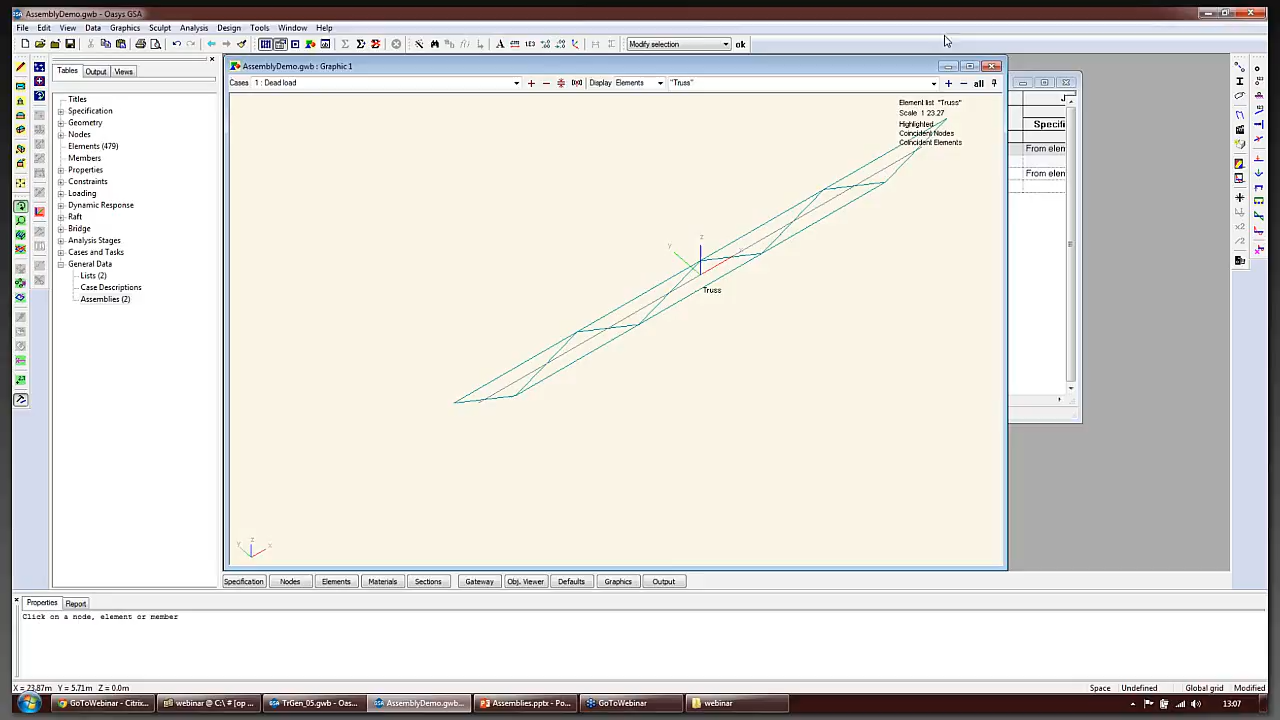 AssemblyDemo.gwb - Oasys GSA
File Edit View Data Graphics Sculpt Analysis Design Tools Window Help
Modify selection ok
Tables Output Views
AssemblyDemo.gwb : Graphic 1
Cases 1 : Dead load Display Elements "Truss" all
Titles
Specification
Geometry
Nodes
Elements (479)
Members
Properties
Constraints
Loading
Dynamic Response
Raft
Bridge
Analysis Stages
Cases and Tasks
General Data
Lists (2)
Case Descriptions
Assemblies (2)
Element list "Truss"
Scale 1 23.27
Highlighted
Coincident Nodes
Coincident Elements
z
y
Truss
z
y x
Specifi
From elen
From elen
x2
/2
Specification Nodes Elements Materials Sections Gateway Obj. Viewer Defaults Graphics Output
Properties Report
Click on a node, element or member
X = 23.87m Y = 5.71m Z = 0.0m Space Undefined Global grid Modified
GoToWebinar - Citrix... webinar @ C:\ # [op... TrGen_05.gwb - Oas... AssemblyDemo.gwb... Assemblies.pptx - Po... GoToWebinar webinar 13:07